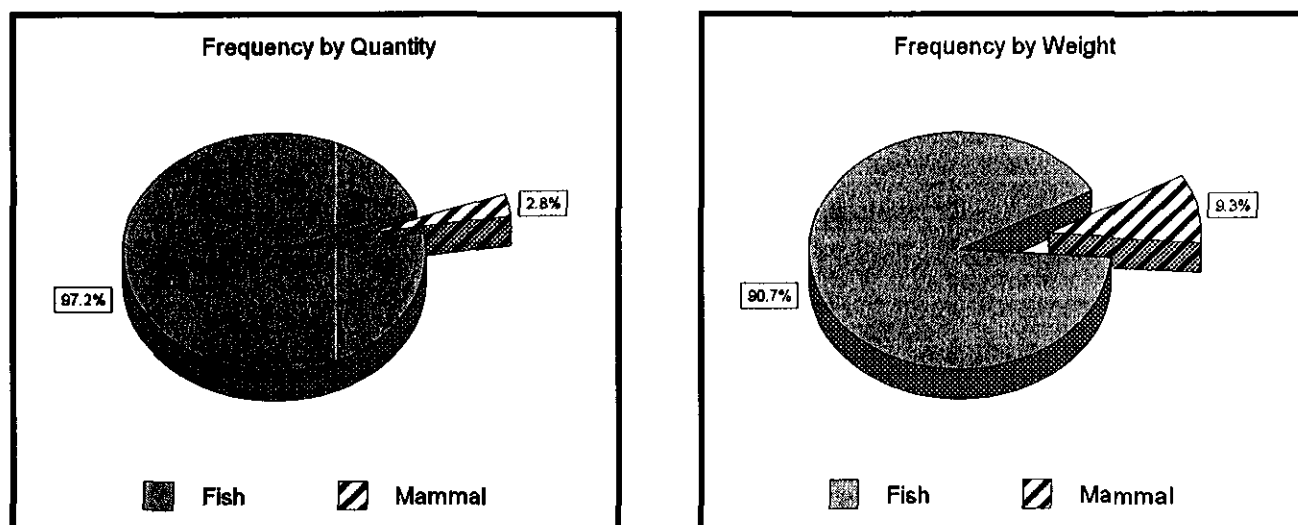 Frequency by Quantity
2.8%
97.2%
Fish Mammal
Frequency by Weight
9.3%
90.7%
Fish Mammal